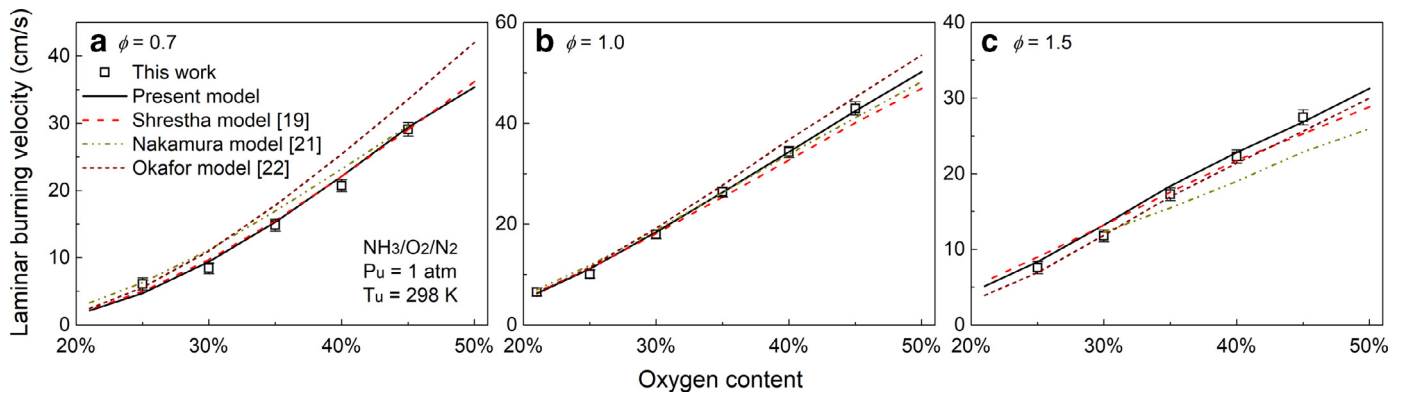 Laminar burning velocity (cm/s)
a ϕ = 0.7
This work
Present model
Shrestha model [19]
Nakamura model [21]
Okafor model [22]
NH3/O2/N2
Pu = 1 atm
Tu = 298 K
40
30
20
10
0
20% 30% 40% 50%
b ϕ = 1.0
60
40
20
0
20% 30% 40% 50%
c ϕ = 1.5
40
30
20
10
0
20% 30% 40% 50%
Oxygen content